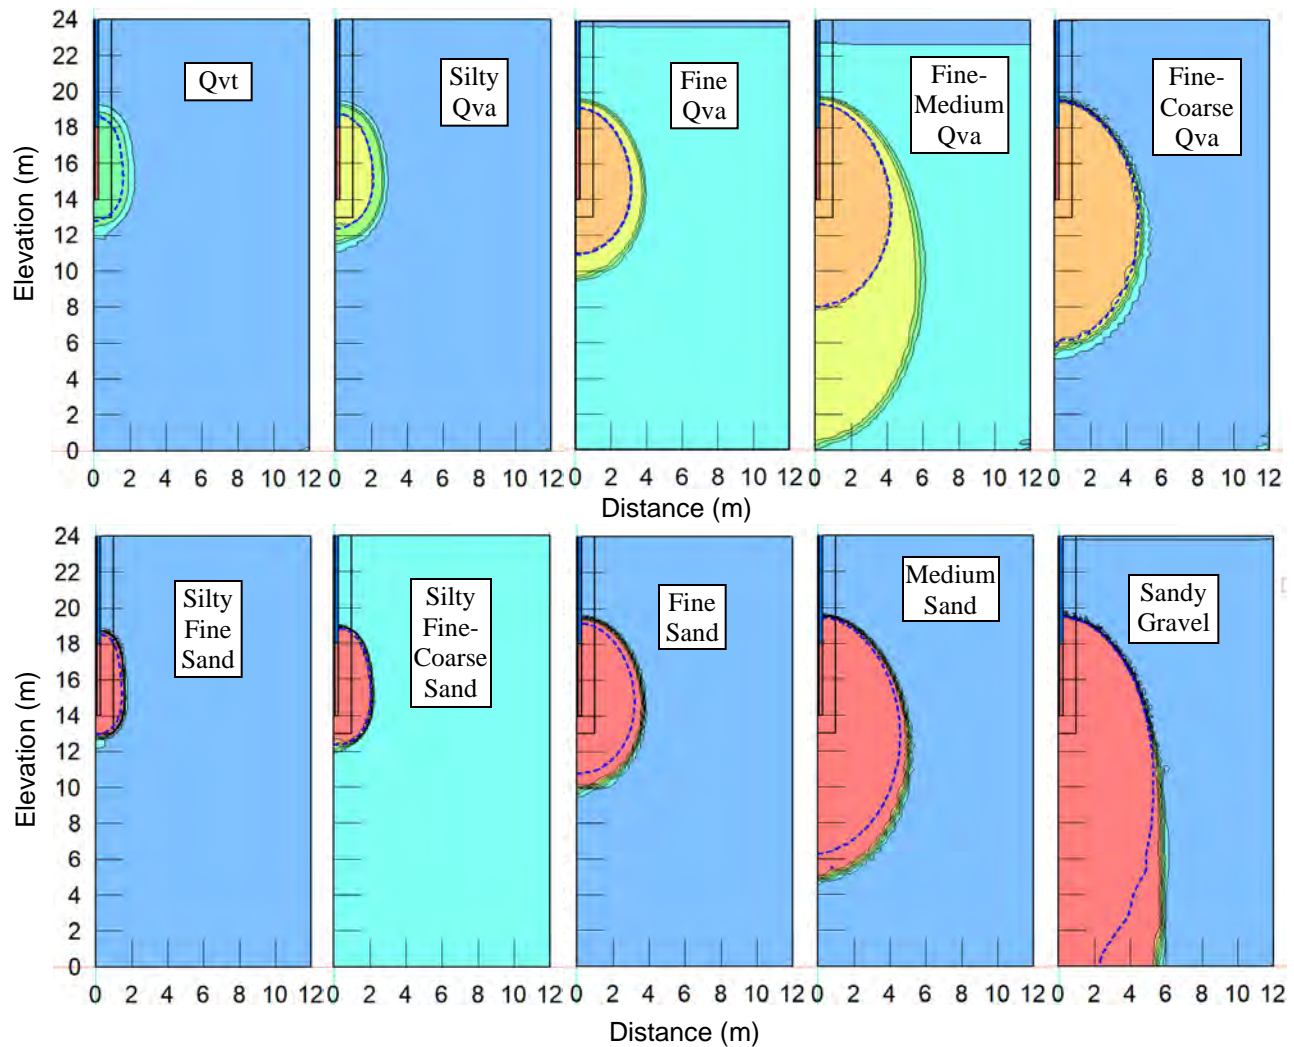 24
22
20
18
16
14
12
10
8
6
4
2
0
Elevation (m)
Qvt
Silty
Qva
Fine
Qva
Fine-
Medium
Qva
Fine-
Coarse
Qva
0 2 4 6 8 10 12
0 2 4 6 8 10 12
0 2 4 6 8 10 12
0 2 4 6 8 10 12
0 2 4 6 8 10 12
Distance (m)
24
22
20
18
16
14
12
10
8
6
4
2
0
Elevation (m)
Silty
Fine
Sand
Silty
Fine-
Coarse
Sand
Fine
Sand
Medium
Sand
Sandy
Gravel
0 2 4 6 8 10 12
0 2 4 6 8 10 12
0 2 4 6 8 10 12
0 2 4 6 8 10 12
0 2 4 6 8 10 12
Distance (m)